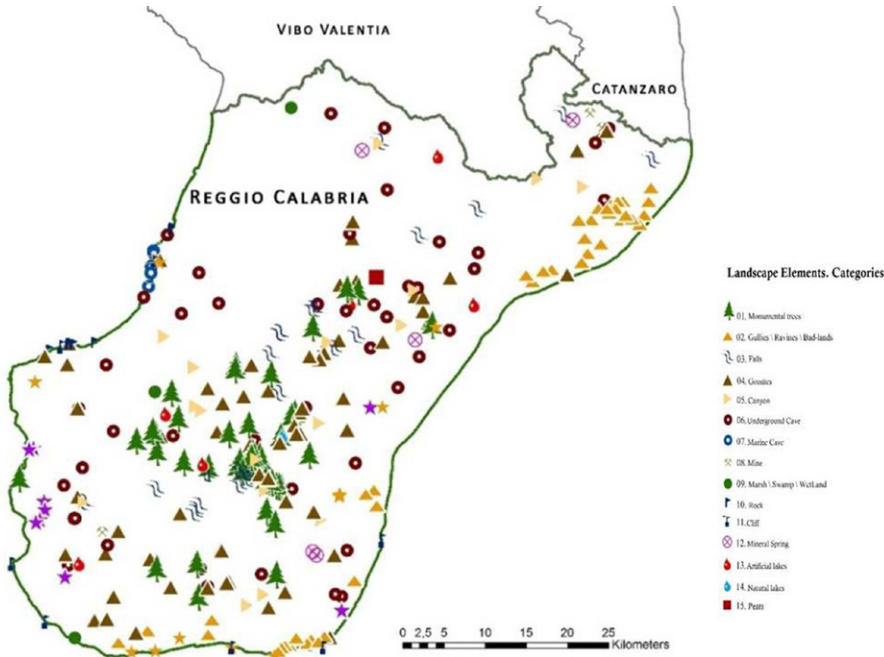 VIBO VALENTIA
CATANZARO
REGGIO CALABRIA
Landscape Elements. Categories
01. Monumental trees
02. Gullies \ Ravines \ Bad-lands
03. Falls
04. Geosites
05. Canyon
06. Underground Cave
07. Marine Cave
08. Mine
09. Marsh \ Swamp \ WetLand
10. Rock
11. Cliff
12. Mineral Spring
13. Artificial lakes
14. Natural lakes
15. Peats
0 2,5 5 10 15 20 25
Kilometers